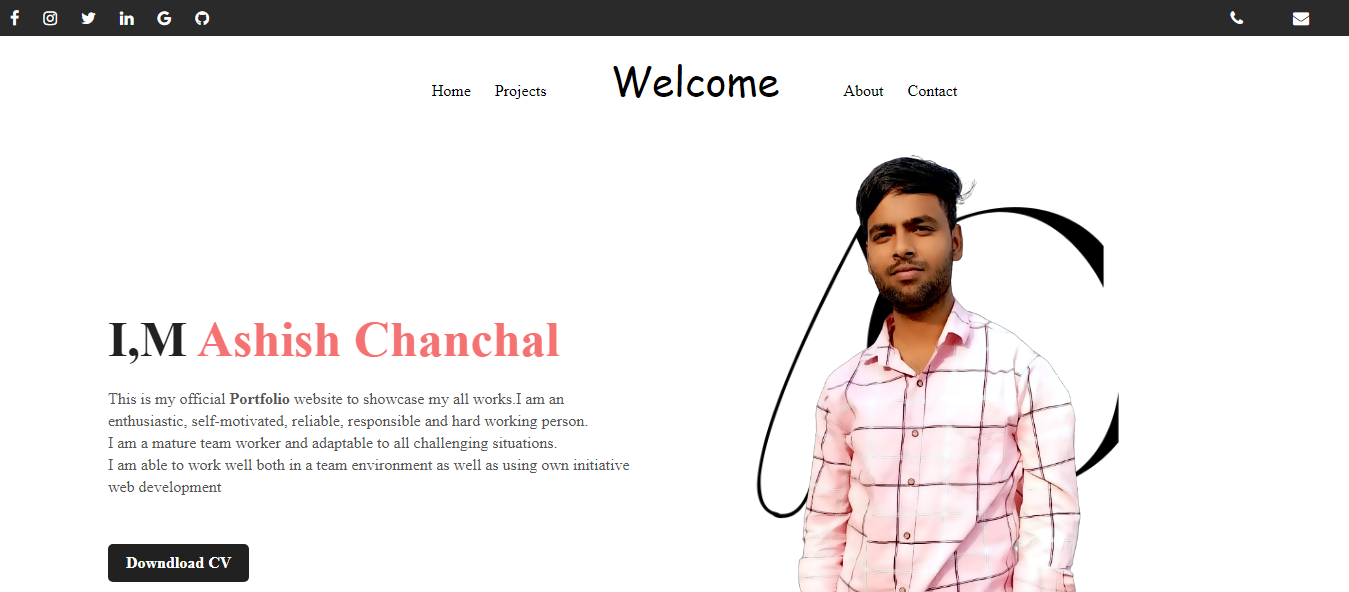 Home Projects Welcome About Contact
I,M Ashish Chanchal
This is my official Portfolio website to showcase my all works.I am an
enthusiastic, self-motivated, reliable, responsible and hard working person.
I am a mature team worker and adaptable to all challenging situations.
I am able to work well both in a team environment as well as using own initiative
web development
Downdload CV